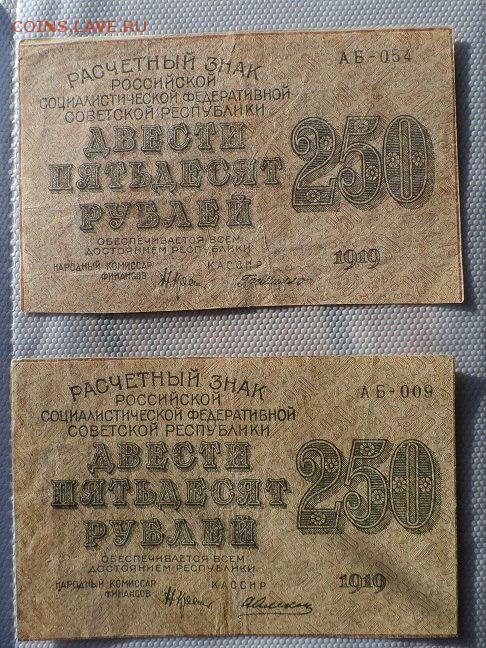 COINS.LAVE.RU
АБ-054
РАСЧЕТНЫЙ ЗНАК
РОССИЙСКОЙ
СОЦИАЛИСТИЧЕСКОЙ ФЕДЕРАТИВНОЙ
СОВЕТСКОЙ РЕСПУБЛИКИ
ДВЕСТИ
ПЯТЬДЕСЯТ
РУБЛЕЙ
250
ОБЕСПЕЧИВАЕТСЯ ВСЕМ
ДОСТОЯНИЕМ РЕСПУБЛИКИ
1919
НАРОДНЫЙ КОМИССАР
ФИНАНСОВ
КАССИР
АБ-009
РАСЧЕТНЫЙ ЗНАК
РОССИЙСКОЙ
СОЦИАЛИСТИЧЕСКОЙ ФЕДЕРАТИВНОЙ
СОВЕТСКОЙ РЕСПУБЛИКИ
ДВЕСТИ
ПЯТЬДЕСЯТ
РУБЛЕЙ
250
ОБЕСПЕЧИВАЕТСЯ ВСЕМ
ДОСТОЯНИЕМ РЕСПУБЛИКИ
1919
НАРОДНЫЙ КОМИССАР
ФИНАНСОВ
КАССИР